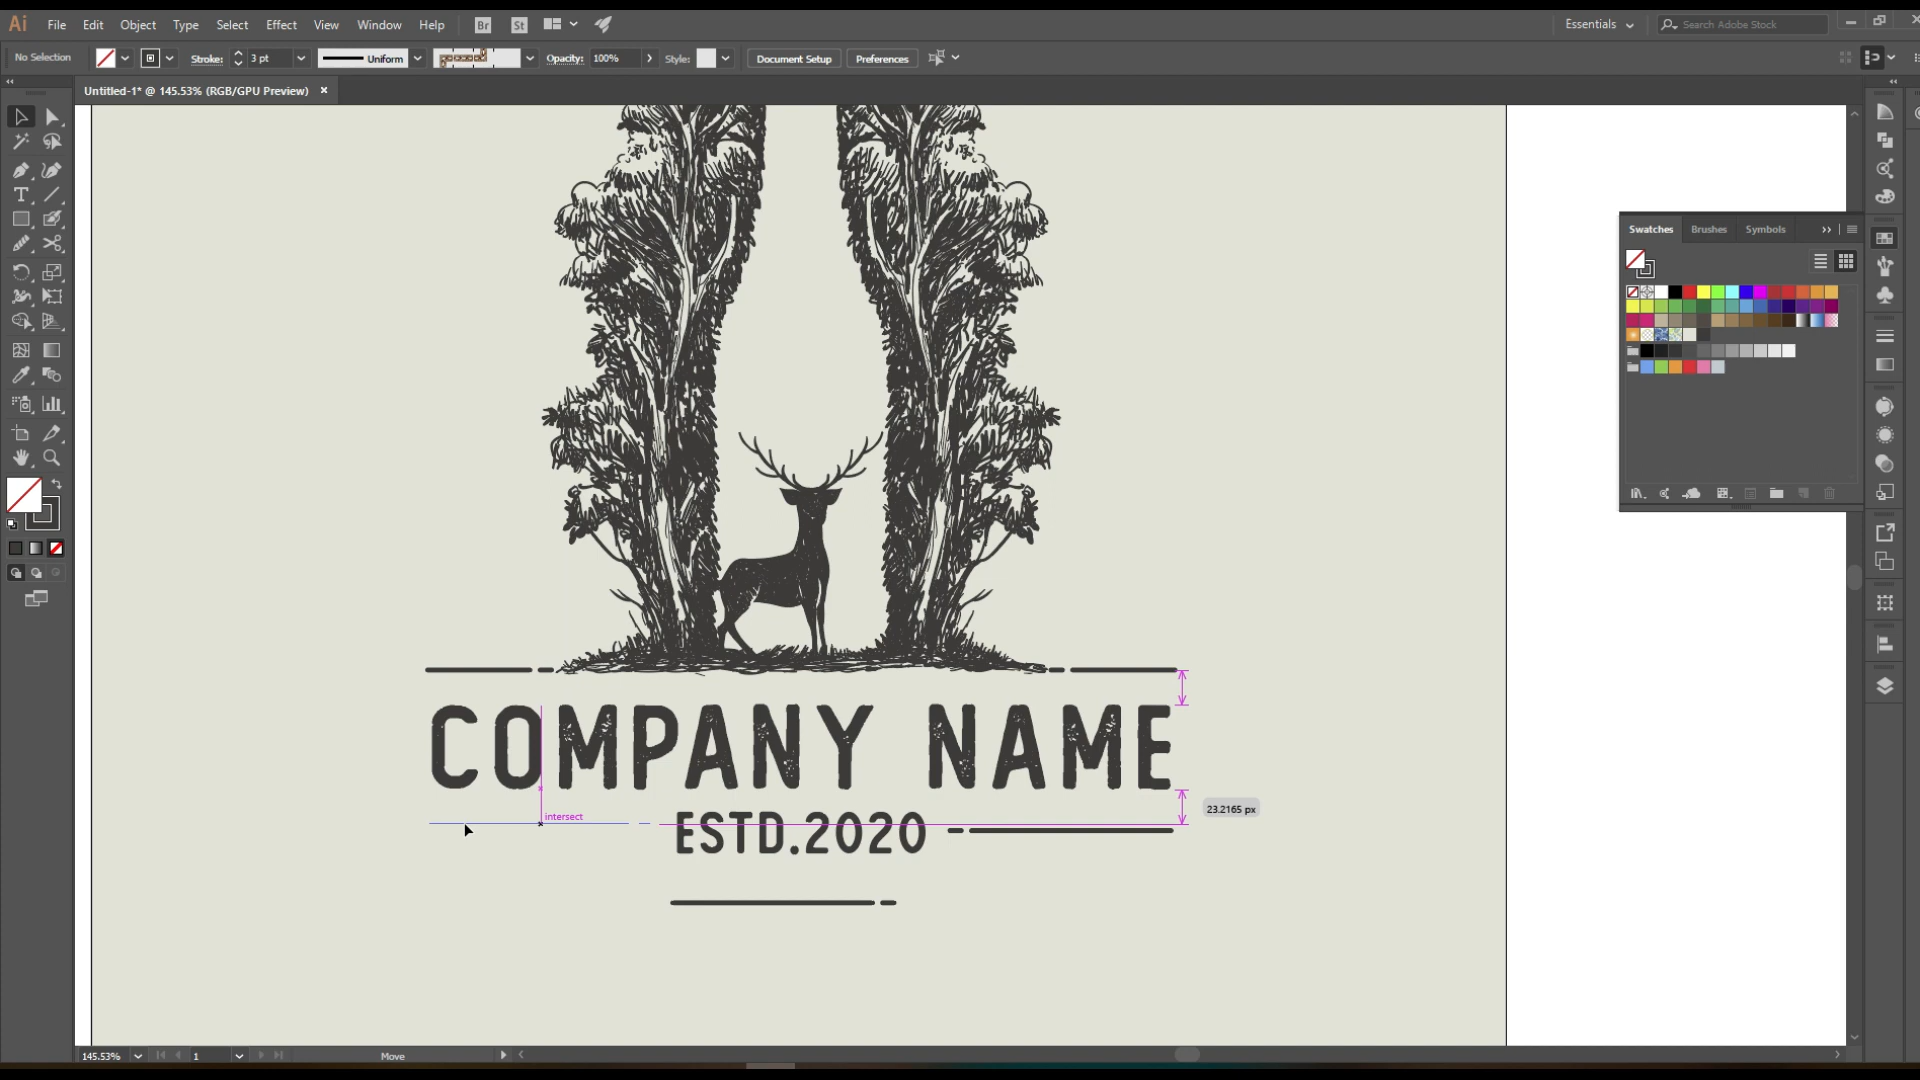 Ai File Edit Object Type Select Effect View Window Help Br St Essentials Search Adobe Stock
No Selection Stroke: 3 pt Uniform Opacity: 100% Style: Document Setup Preferences
Untitled-1* @ 145.53% (RGB/GPU Preview) ×
Swatches Brushes Symbols
COMPANY NAME
23.2165 px
intersect
ESTD.2020
145.53% 1 Move